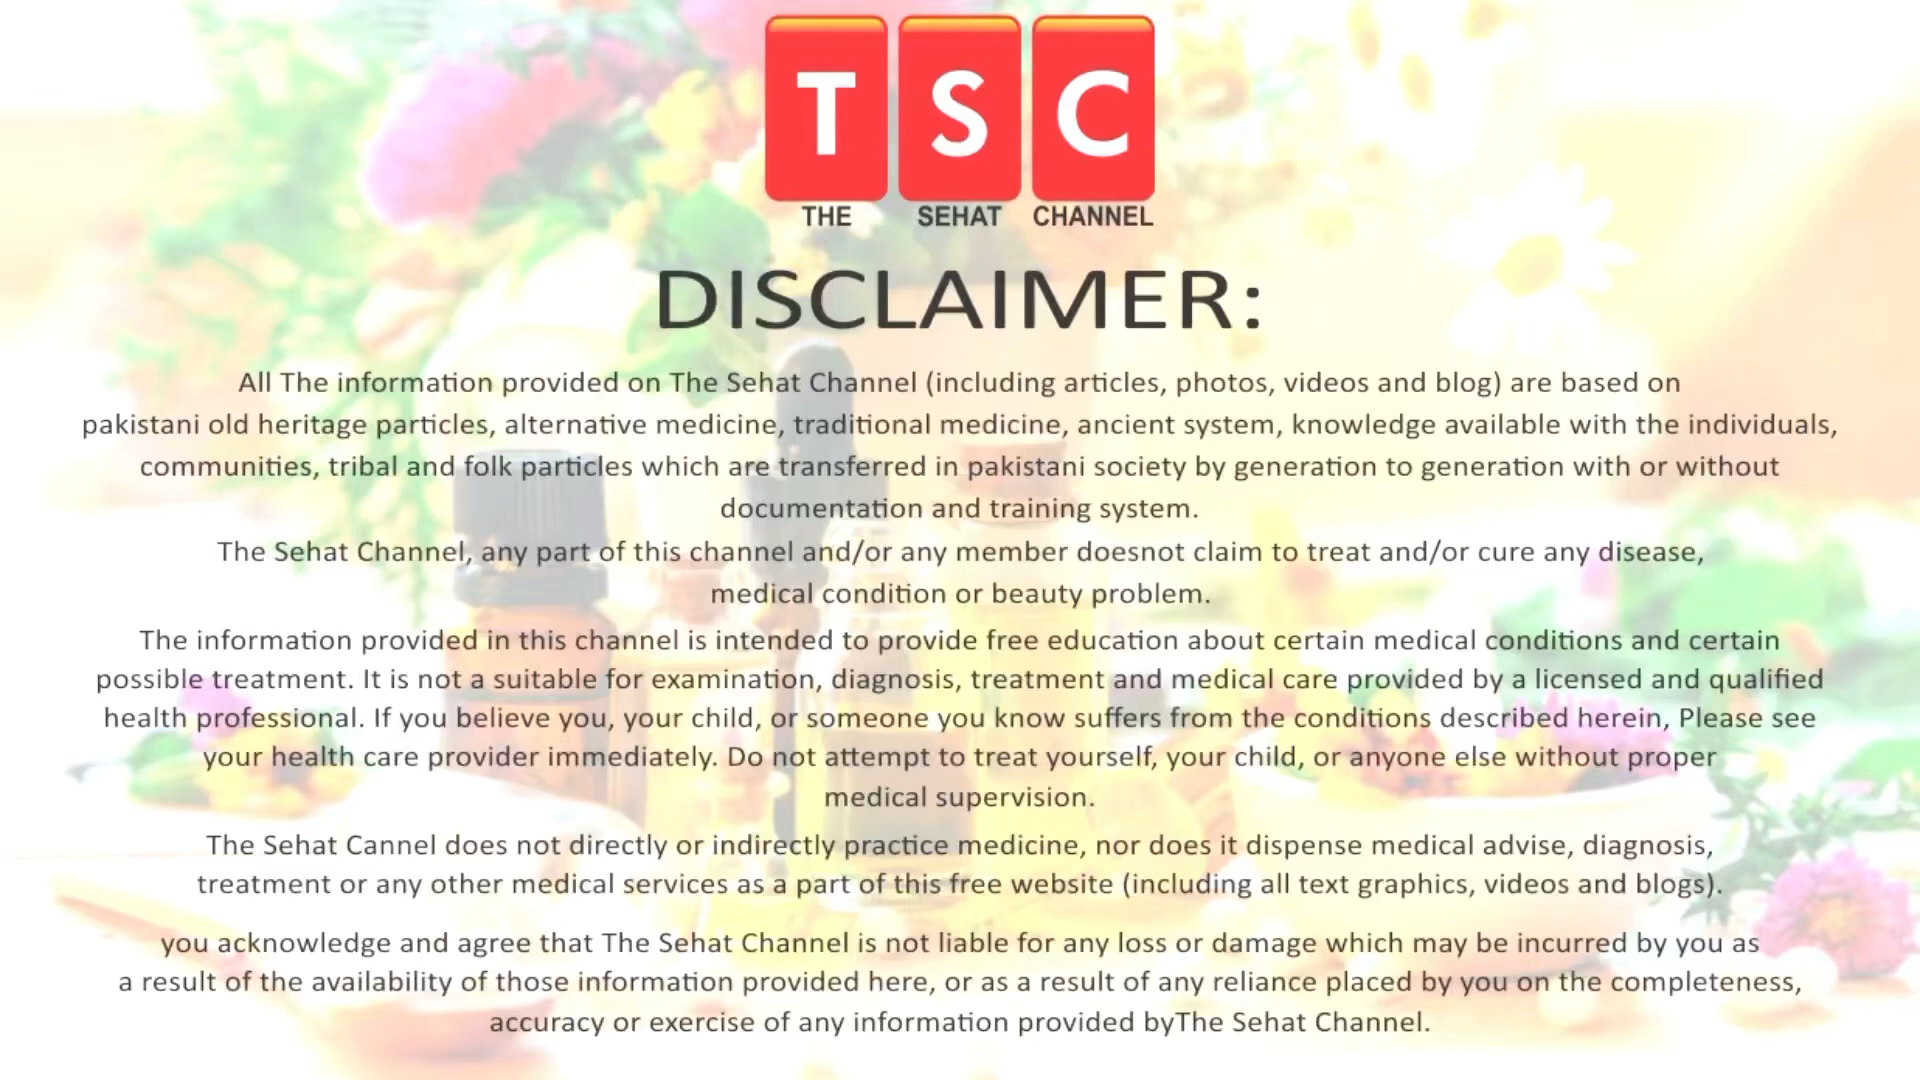 T S C
THE SEHAT CHANNEL
DISCLAIMER:
All The information provided on The Sehat Channel (including articles, photos, videos and blog) are based on
pakistani old heritage particles, alternative medicine, traditional medicine, ancient system, knowledge available with the individuals,
communities, tribal and folk particles which are transferred in pakistani society by generation to generation with or without
documentation and training system.
The Sehat Channel, any part of this channel and/or any member doesnot claim to treat and/or cure any disease,
medical condition or beauty problem.
The information provided in this channel is intended to provide free education about certain medical conditions and certain
possible treatment. It is not a suitable for examination, diagnosis, treatment and medical care provided by a licensed and qualified
health professional. If you believe you, your child, or someone you know suffers from the conditions described herein, Please see
your health care provider immediately. Do not attempt to treat yourself, your child, or anyone else without proper
medical supervision.
The Sehat Cannel does not directly or indirectly practice medicine, nor does it dispense medical advise, diagnosis,
treatment or any other medical services as a part of this free website (including all text graphics, videos and blogs).
you acknowledge and agree that The Sehat Channel is not liable for any loss or damage which may be incurred by you as
a result of the availability of those information provided here, or as a result of any reliance placed by you on the completeness,
accuracy or exercise of any information provided byThe Sehat Channel.